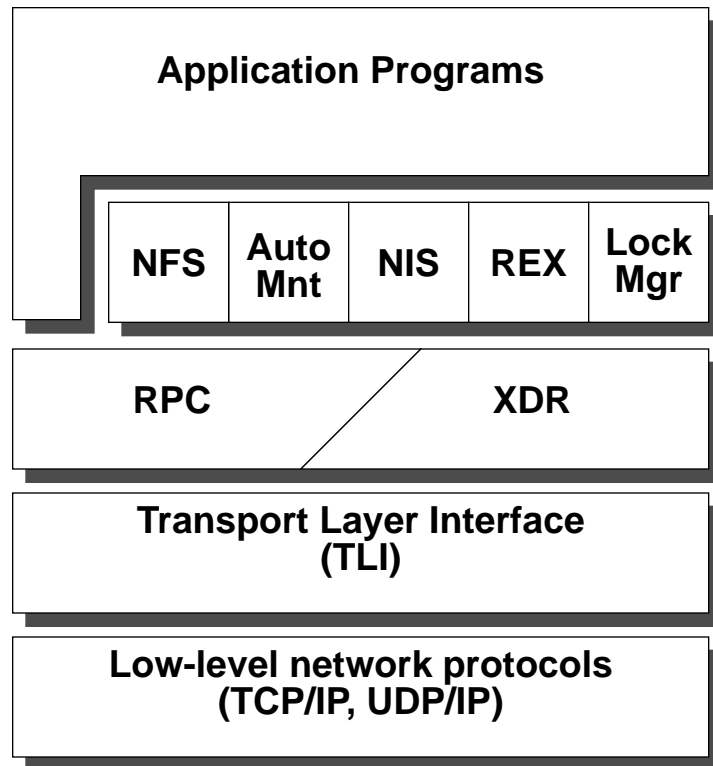 Application Programs
NFS
Auto
Mnt
NIS
REX
Lock
Mgr
RPC
XDR
Transport Layer Interface
(TLI)
Low-level network protocols
(TCP/IP, UDP/IP)